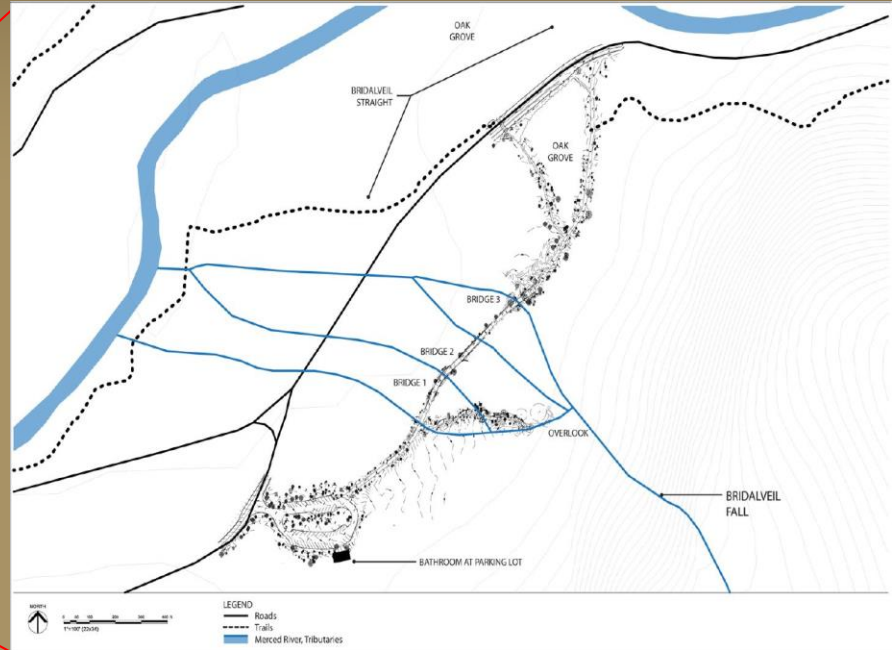 OAK
GROVE
BRIDALVEIL
STRAIGHT
OAK
GROVE
BRIDGE 3
BRIDGE 2
BRIDGE 1
OVERLOOK
BRIDALVEIL
FALL
BATHROOM AT PARKING LOT
NORTH
LEGEND
Roads
Trails
Merced River, Tributaries